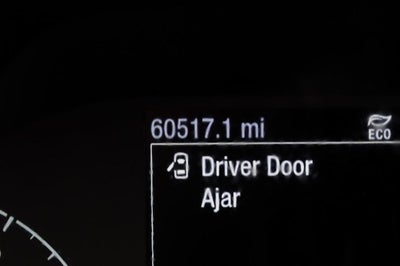 60517.1 mi
ECO
Driver Door
Ajar